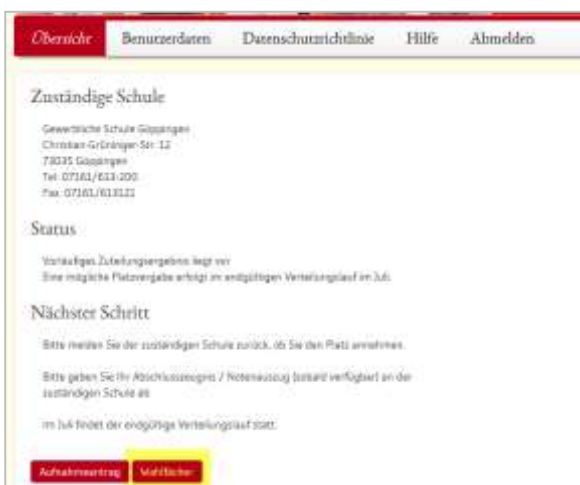 Übersicht Benutzerdaten Datenschutzrichtlinie Hilfe Abmelden
Zuständige Schule
Gewerbliche Schule Göppingen
Christian-Grüninger-Str. 12
73035 Göppingen
Tel: 07161/613-200
Fax: 07161/613121
Status
Vorläufiges Zuteilungsergebnis liegt vor
Eine mögliche Platzvergabe erfolgt im endgültigen Verteilungslauf im Juli.
Nächster Schritt
Bitte melden Sie der zuständigen Schule zurück, ob Sie den Platz annehmen.
Bitte geben Sie Ihr Abschlusszeugnis / Notenauszug (sobald verfügbar) an der
zuständigen Schule ab
Im Juli findet der endgültige Verteilungslauf statt.
Aufnahmeantrag Wahlfächer